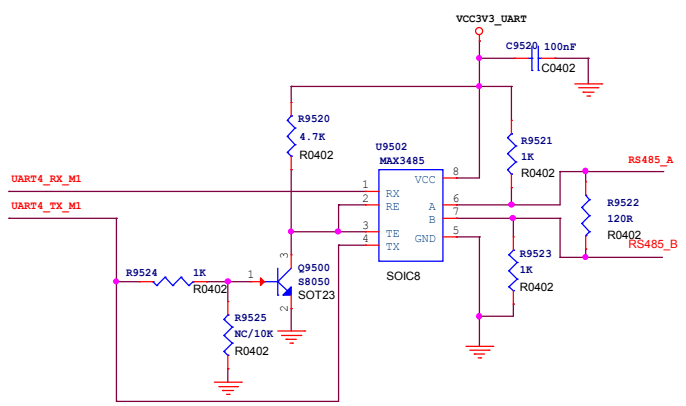 VCC3V3_UART
C9520 100nF
C0402
R9520
4.7K
R0402
R9521
1K
R0402
U9502
MAX3485
RS485_A
UART4_RX_M1
1 RX VCC 8
2 RE A 6
UART4_TX_M1
3 TE B 7
4 TX GND 5
R9522
120R
R0402
RS485_B
R9523
1K
R0402
SOIC8
3
Q9500
S8050
SOT23
R9524 1K
R0402
1
2
R9525
NC/10K
R0402